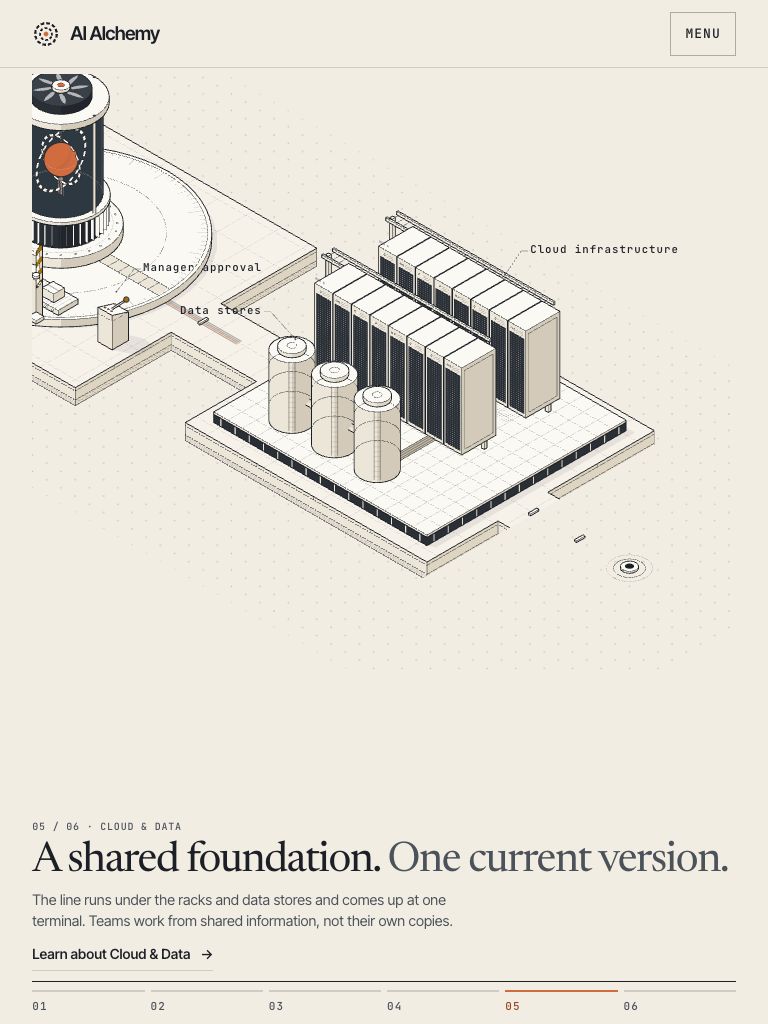 AI Alchemy
MENU
Cloud infrastructure
Manager approval
Data stores
05 / 06 · CLOUD & DATA
A shared foundation. One current version.
The line runs under the racks and data stores and comes up at one
terminal. Teams work from shared information, not their own copies.
Learn about Cloud & Data →
01 02 03 04 05 06